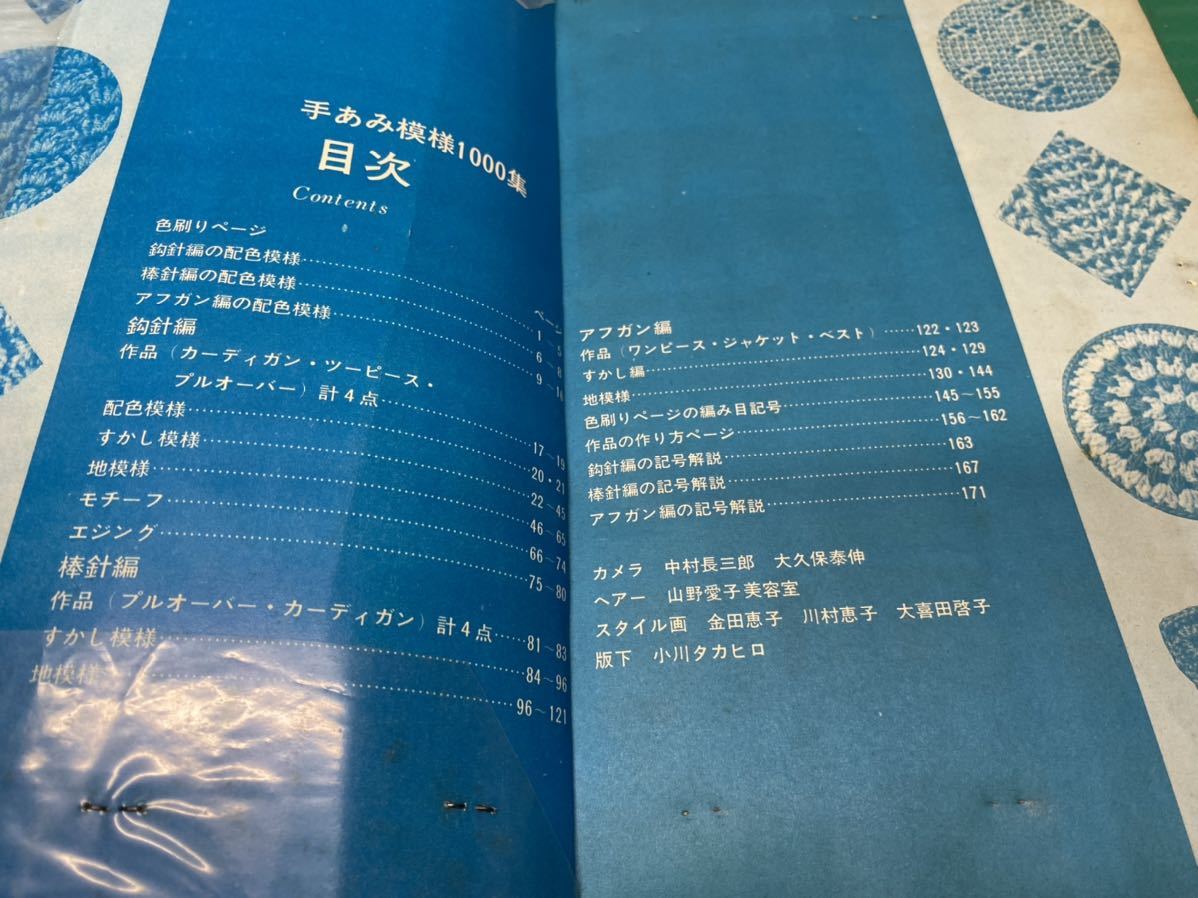 手あみ模様1000集
目次
Contents
ページ
色刷りページ
鈎針編の配色模様 1~5
棒針編の配色模様 6~8
アフガン編の配色模様 9~16
鈎針編
作品（カーディガン・ツーピース・
プルオーバー）計4点 17~19
配色模様 20・21
すかし模様 22~45
地模様 46~65
モチーフ 66~74
エジング 75~80
棒針編
作品（プルオーバー・カーディガン）計4点 81~83
すかし模様 84~96
地模様 96~121
アフガン編
作品（ワンピース・ジャケット・ベスト） 122・123
すかし編 124・129
地模様 130・144
色刷りページの編み目記号 145~155
作品の作り方ページ 156~162
鈎針編の記号解説 163
棒針編の記号解説 167
アフガン編の記号解説 171
カメラ 中村長三郎 大久保泰伸
ヘアー 山野愛子美容室
スタイル画 金田恵子 川村恵子 大喜田啓子
版下 小川タカヒロ